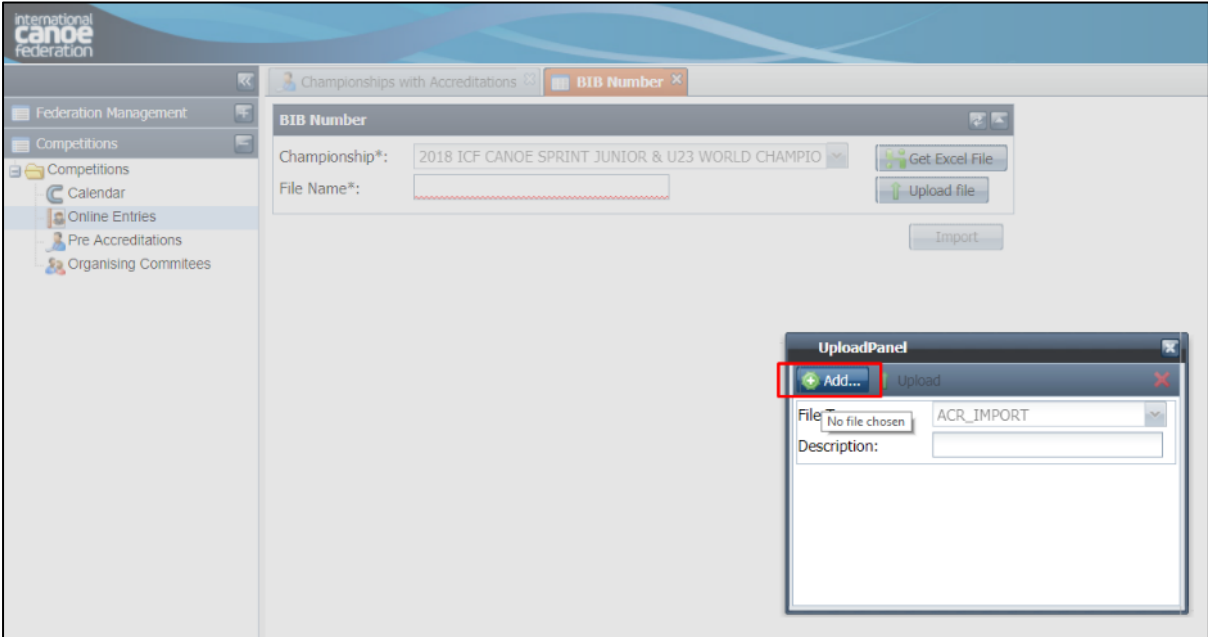 international
canoe
federation
Championships with Accreditations
BIB Number
Federation Management
Competitions
Competitions
Calendar
Online Entries
Pre Accreditations
Organising Commitees
BIB Number
Championship*: 2018 ICF CANOE SPRINT JUNIOR & U23 WORLD CHAMPIO
Get Excel File
File Name*:
Upload file
Import
UploadPanel
Add... Upload
File T ACR_IMPORT
No file chosen
Description: